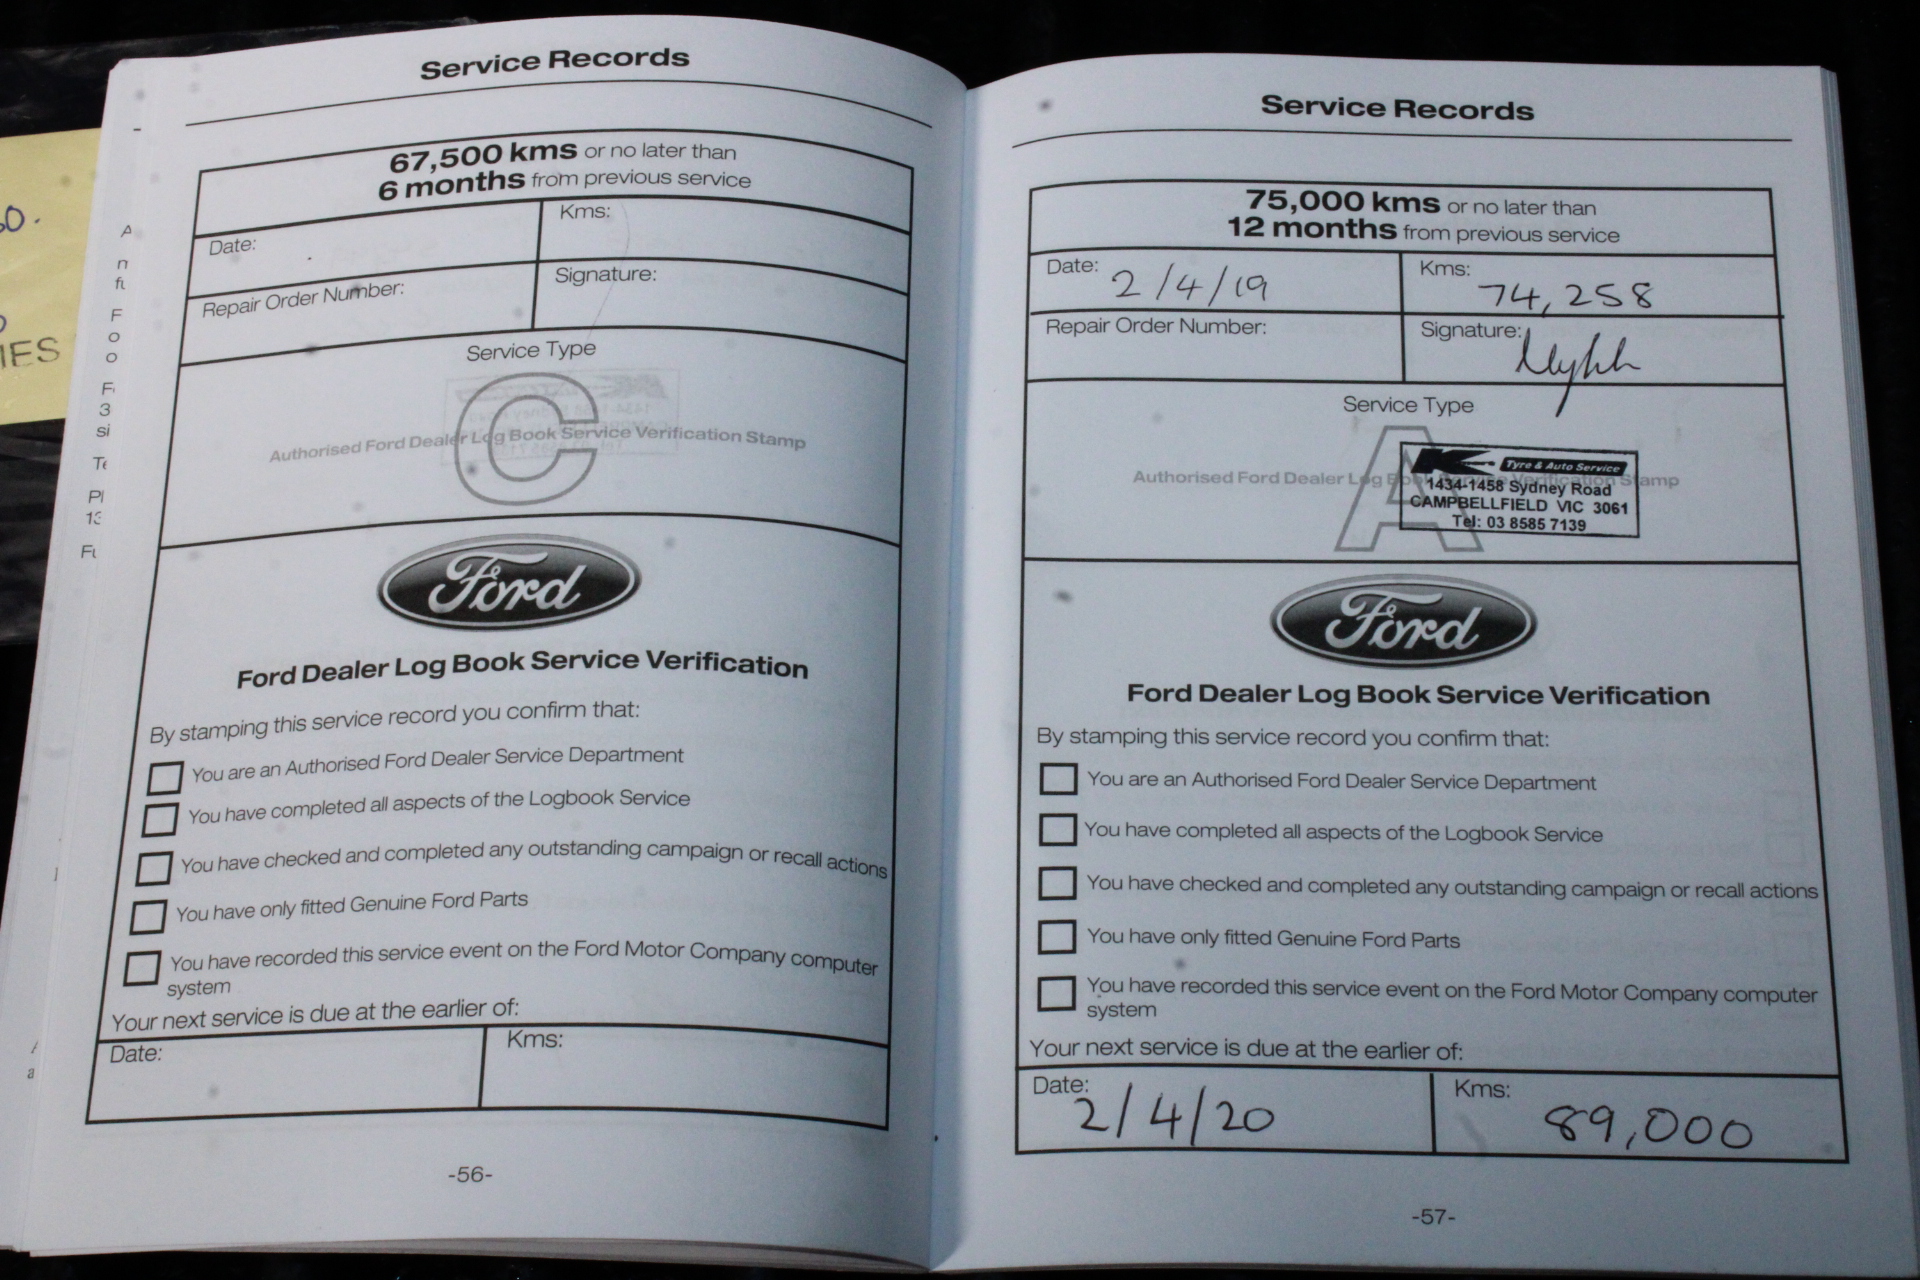 Service Records
67,500 kms or no later than
6 months from previous service
Date:
Kms:
Repair Order Number:
Signature:
Service Type
C
Authorised Ford Dealer Log Book Service Verification Stamp
Ford
Ford Dealer Log Book Service Verification
By stamping this service record you confirm that:
You are an Authorised Ford Dealer Service Department
You have completed all aspects of the Logbook Service
You have checked and completed any outstanding campaign or recall actions
You have only fitted Genuine Ford Parts
You have recorded this service event on the Ford Motor Company computer
system
Your next service is due at the earlier of:
Date:
Kms:
-56-
Service Records
75,000 kms or no later than
12 months from previous service
Date: 2/4/19
Kms: 74,258
Repair Order Number:
Signature:
Service Type
A
Authorised Ford Dealer Log Book Service Verification Stamp
K Tyre & Auto Service
1434-1458 Sydney Road
CAMPBELLFIELD VIC 3061
Tel: 03 8585 7139
Ford
Ford Dealer Log Book Service Verification
By stamping this service record you confirm that:
You are an Authorised Ford Dealer Service Department
You have completed all aspects of the Logbook Service
You have checked and completed any outstanding campaign or recall actions
You have only fitted Genuine Ford Parts
You have recorded this service event on the Ford Motor Company computer
system
Your next service is due at the earlier of:
Date: 2/4/20
Kms: 89,000
-57-